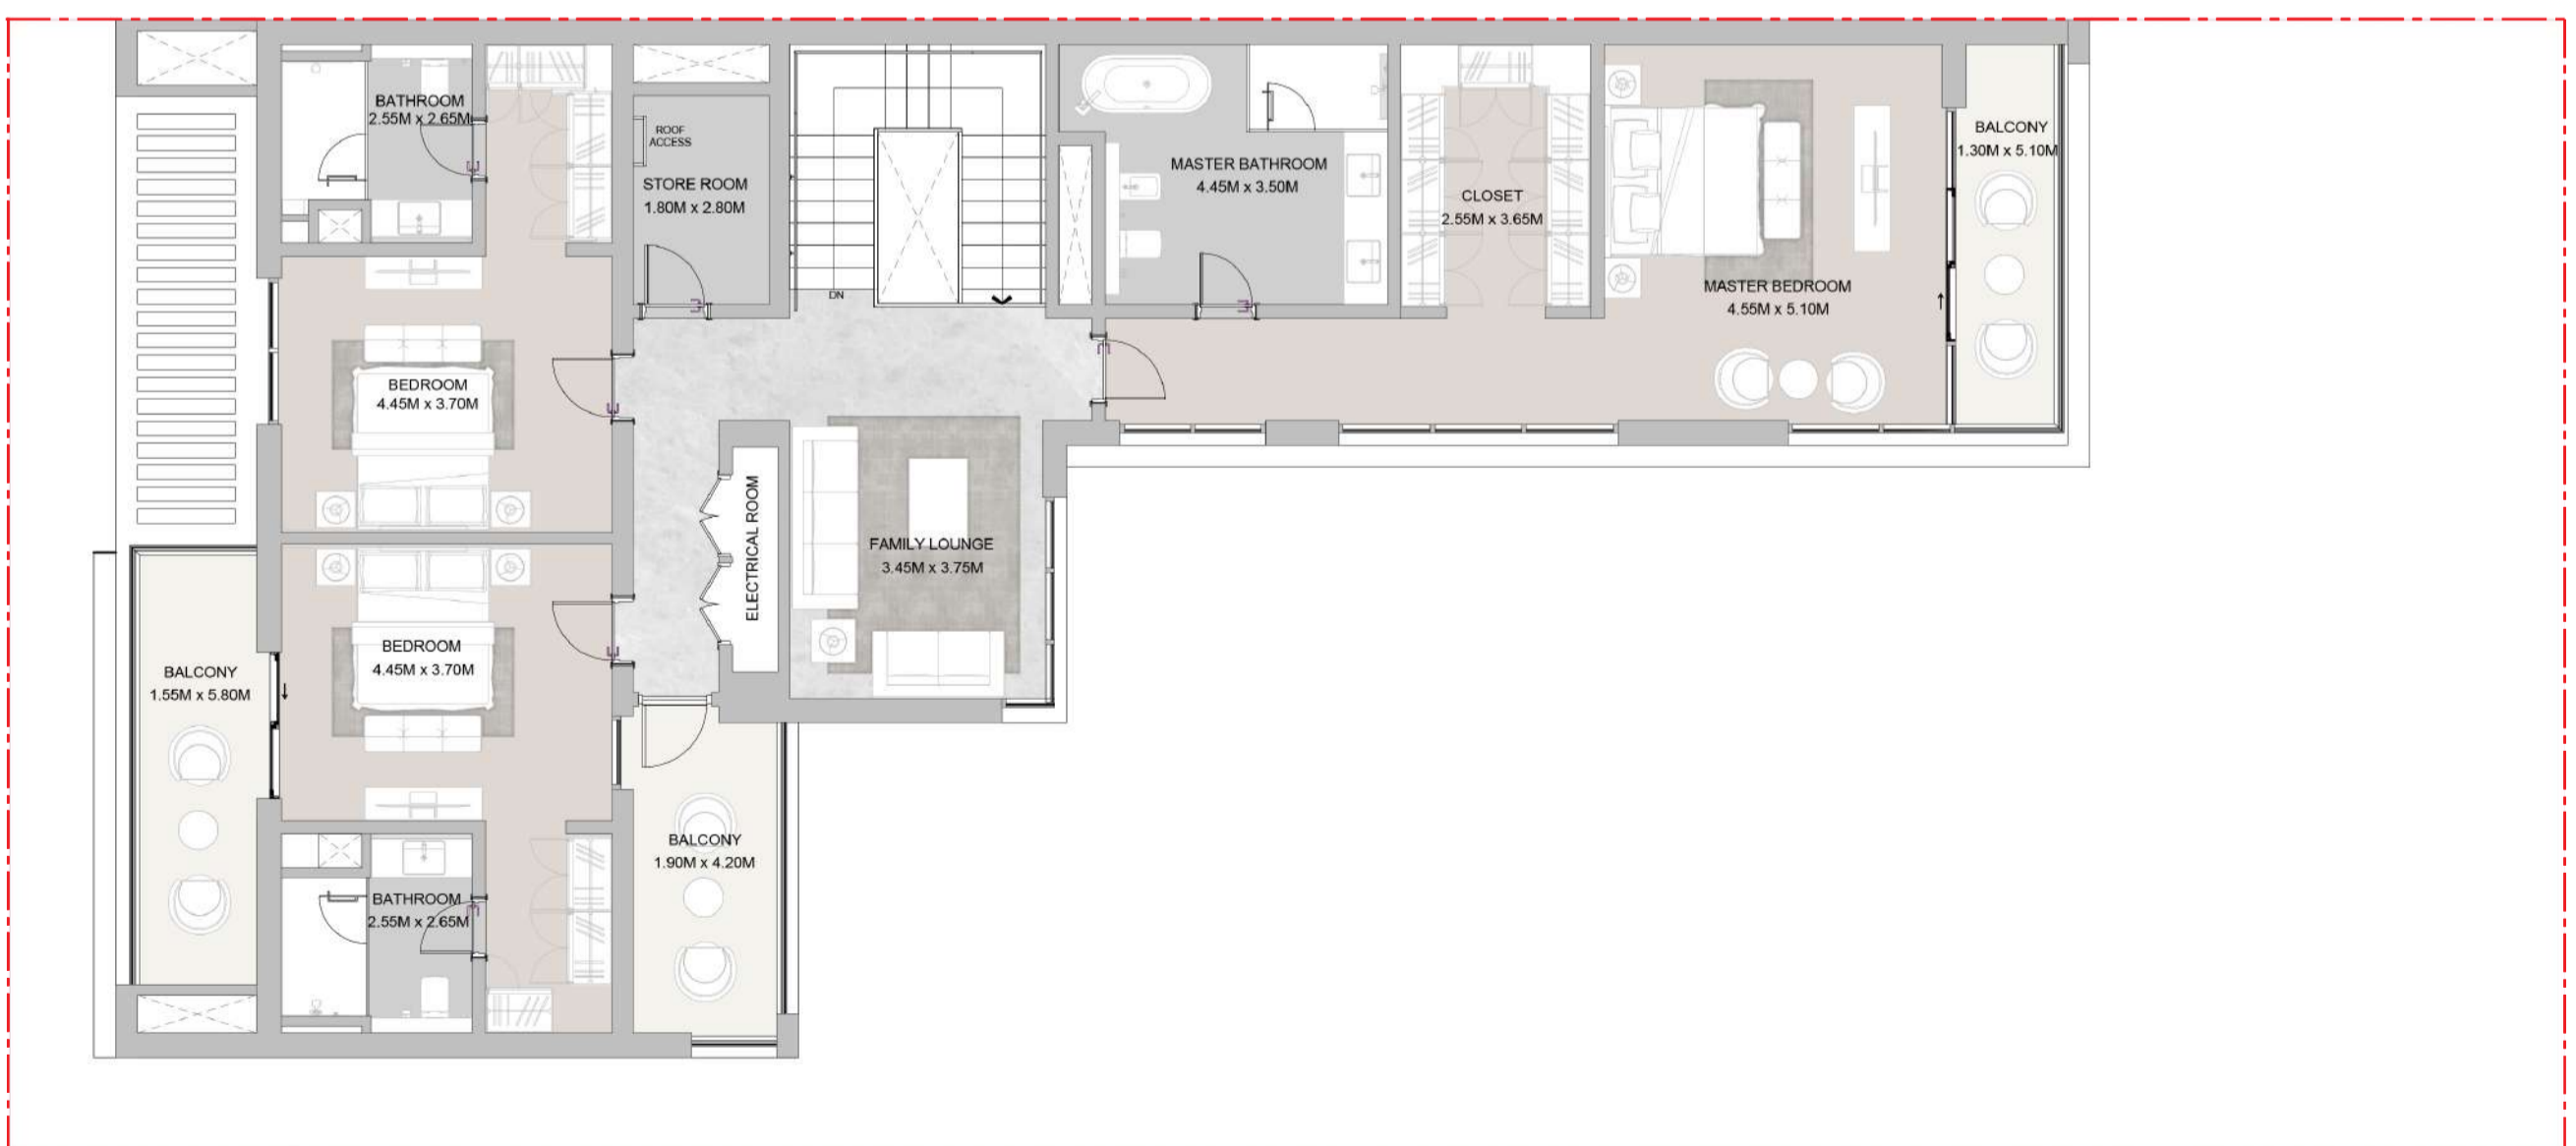 BATHROOM
2.55M x 2.65M
ROOF
ACCESS
STORE ROOM
1.80M x 2.80M
DN
MASTER BATHROOM
4.45M x 3.50M
CLOSET
2.55M x 3.65M
MASTER BEDROOM
4.55M x 5.10M
BALCONY
1.30M x 5.10M
BEDROOM
4.45M x 3.70M
ELECTRICAL ROOM
FAMILY LOUNGE
3.45M x 3.75M
BALCONY
1.55M x 5.80M
BEDROOM
4.45M x 3.70M
BALCONY
1.90M x 4.20M
BATHROOM
2.55M x 2.65M